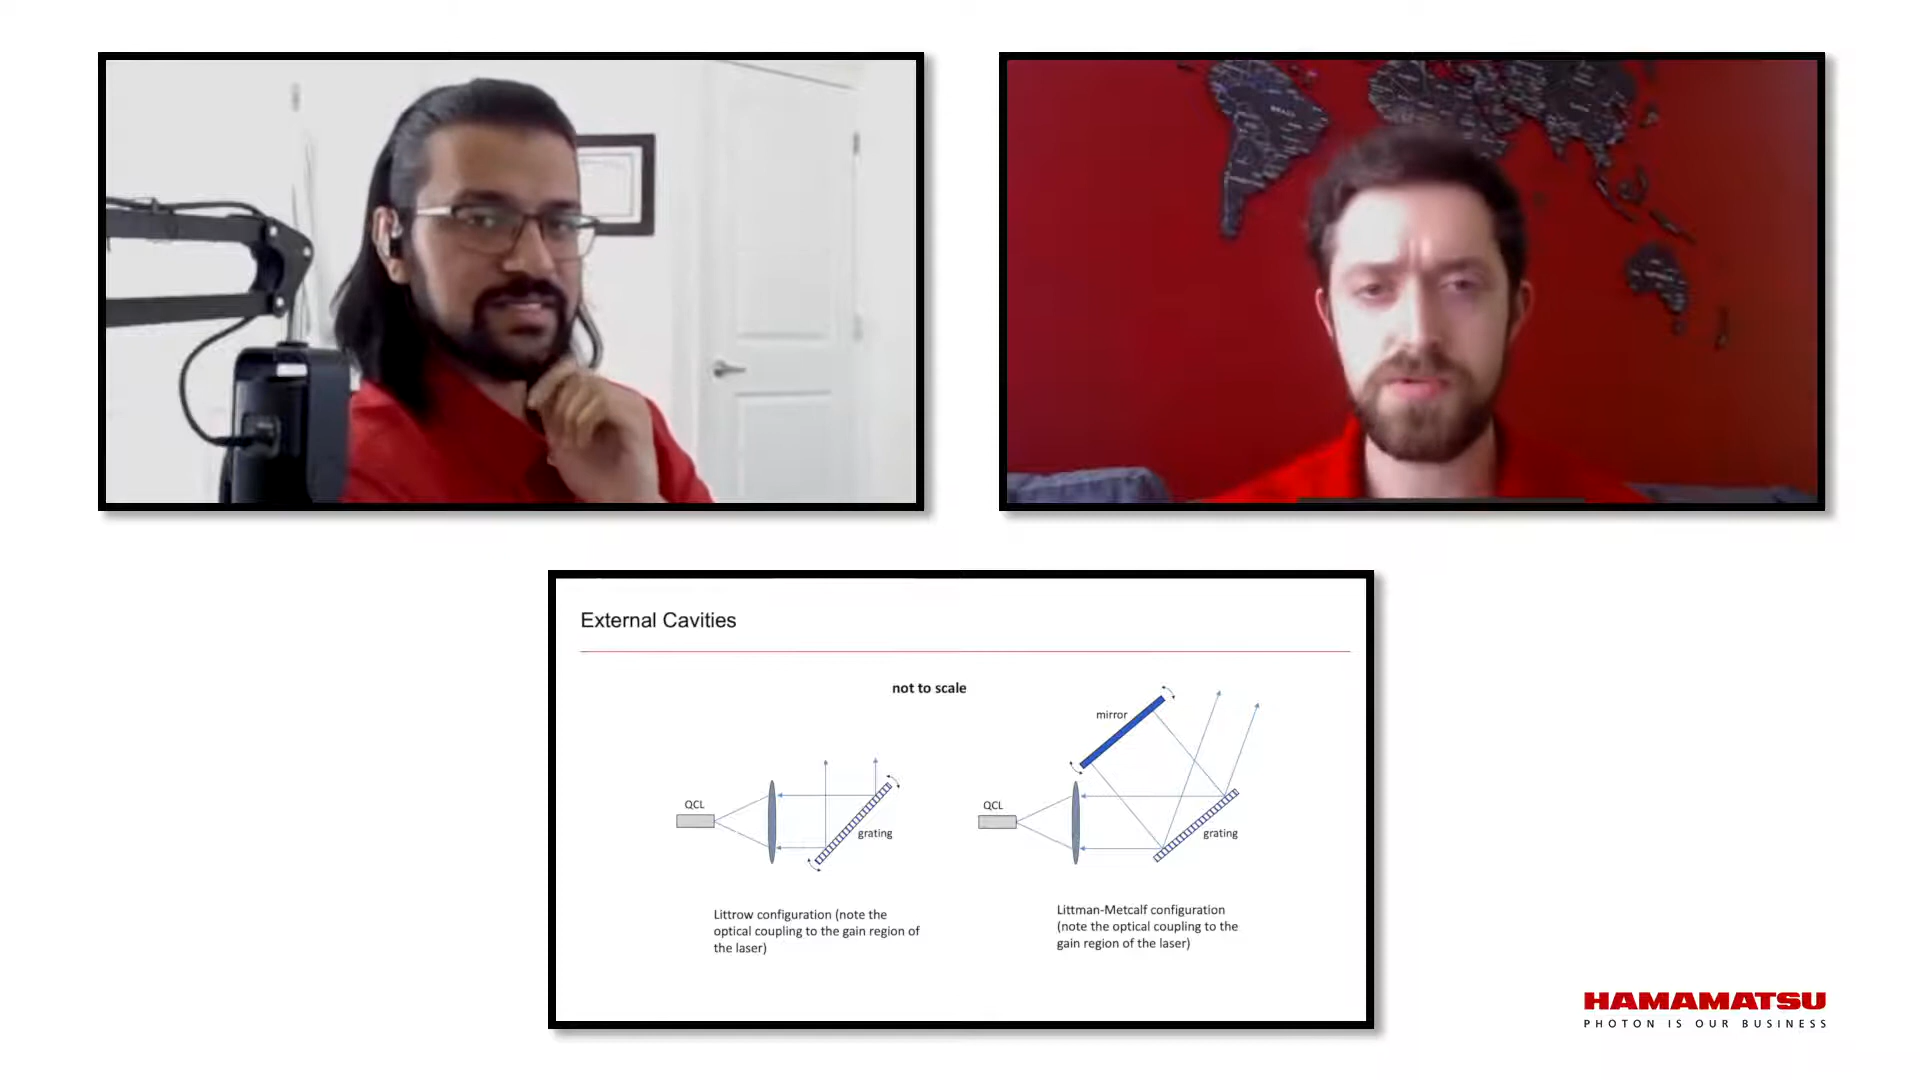 External Cavities
not to scale
mirror
QCL
grating
QCL
grating
Littrow configuration (note the
optical coupling to the gain region of
the laser)
Littman-Metcalf configuration
(note the optical coupling to the
gain region of the laser)
HAMAMATSU
PHOTON IS OUR BUSINESS